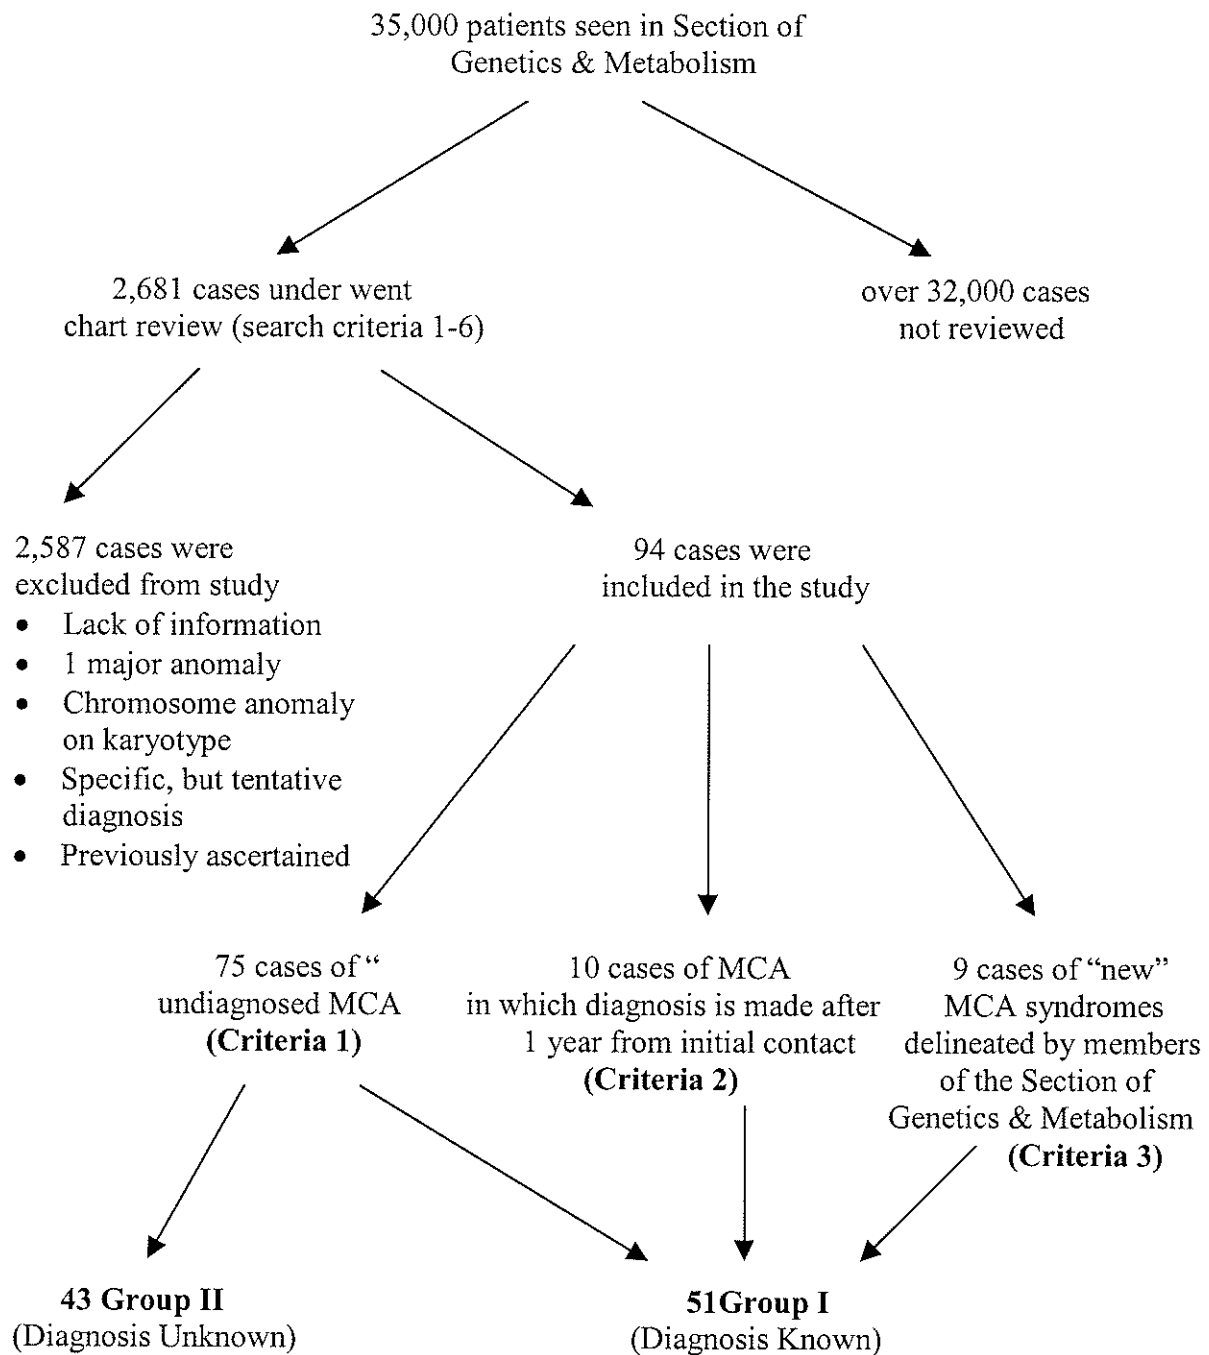 35,000 patients seen in Section of
Genetics & Metabolism
2,681 cases under went
chart review (search criteria 1-6)
over 32,000 cases
not reviewed
2,587 cases were
excluded from study
• Lack of information
• 1 major anomaly
• Chromosome anomaly
on karyotype
• Specific, but tentative
diagnosis
• Previously ascertained
94 cases were
included in the study
75 cases of “
undiagnosed MCA
(Criteria 1)
10 cases of MCA
in which diagnosis is made after
1 year from initial contact
(Criteria 2)
9 cases of “new”
MCA syndromes
delineated by members
of the Section of
Genetics & Metabolism
(Criteria 3)
43 Group II
(Diagnosis Unknown)
51Group I
(Diagnosis Known)